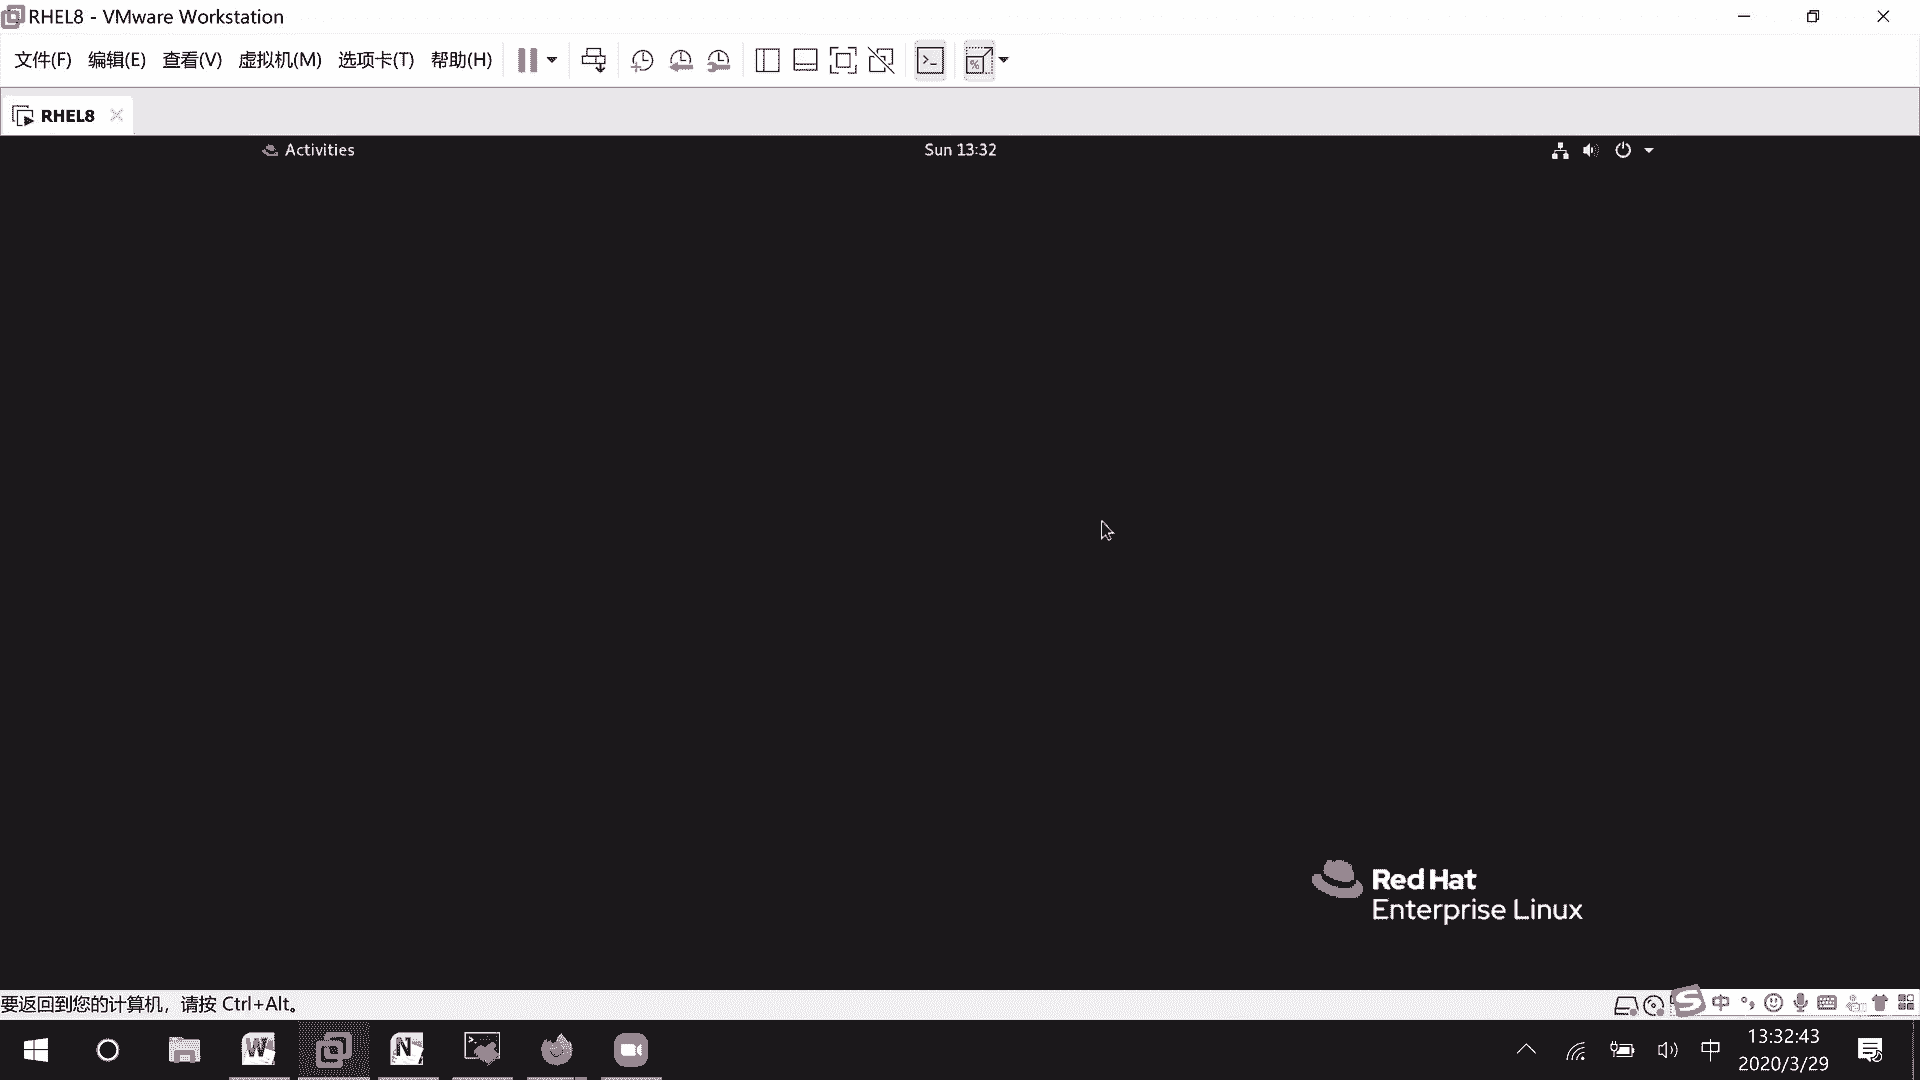 RHEL8 - VMware Workstation
文件(F) 编辑(E) 查看(V) 虚拟机(M) 选项卡(T) 帮助(H)
RHEL8
Activities
Sun 13:32
Red Hat
Enterprise Linux
要返回到您的计算机，请按 Ctrl+Alt。
中
中
13:32:43
2020/3/29